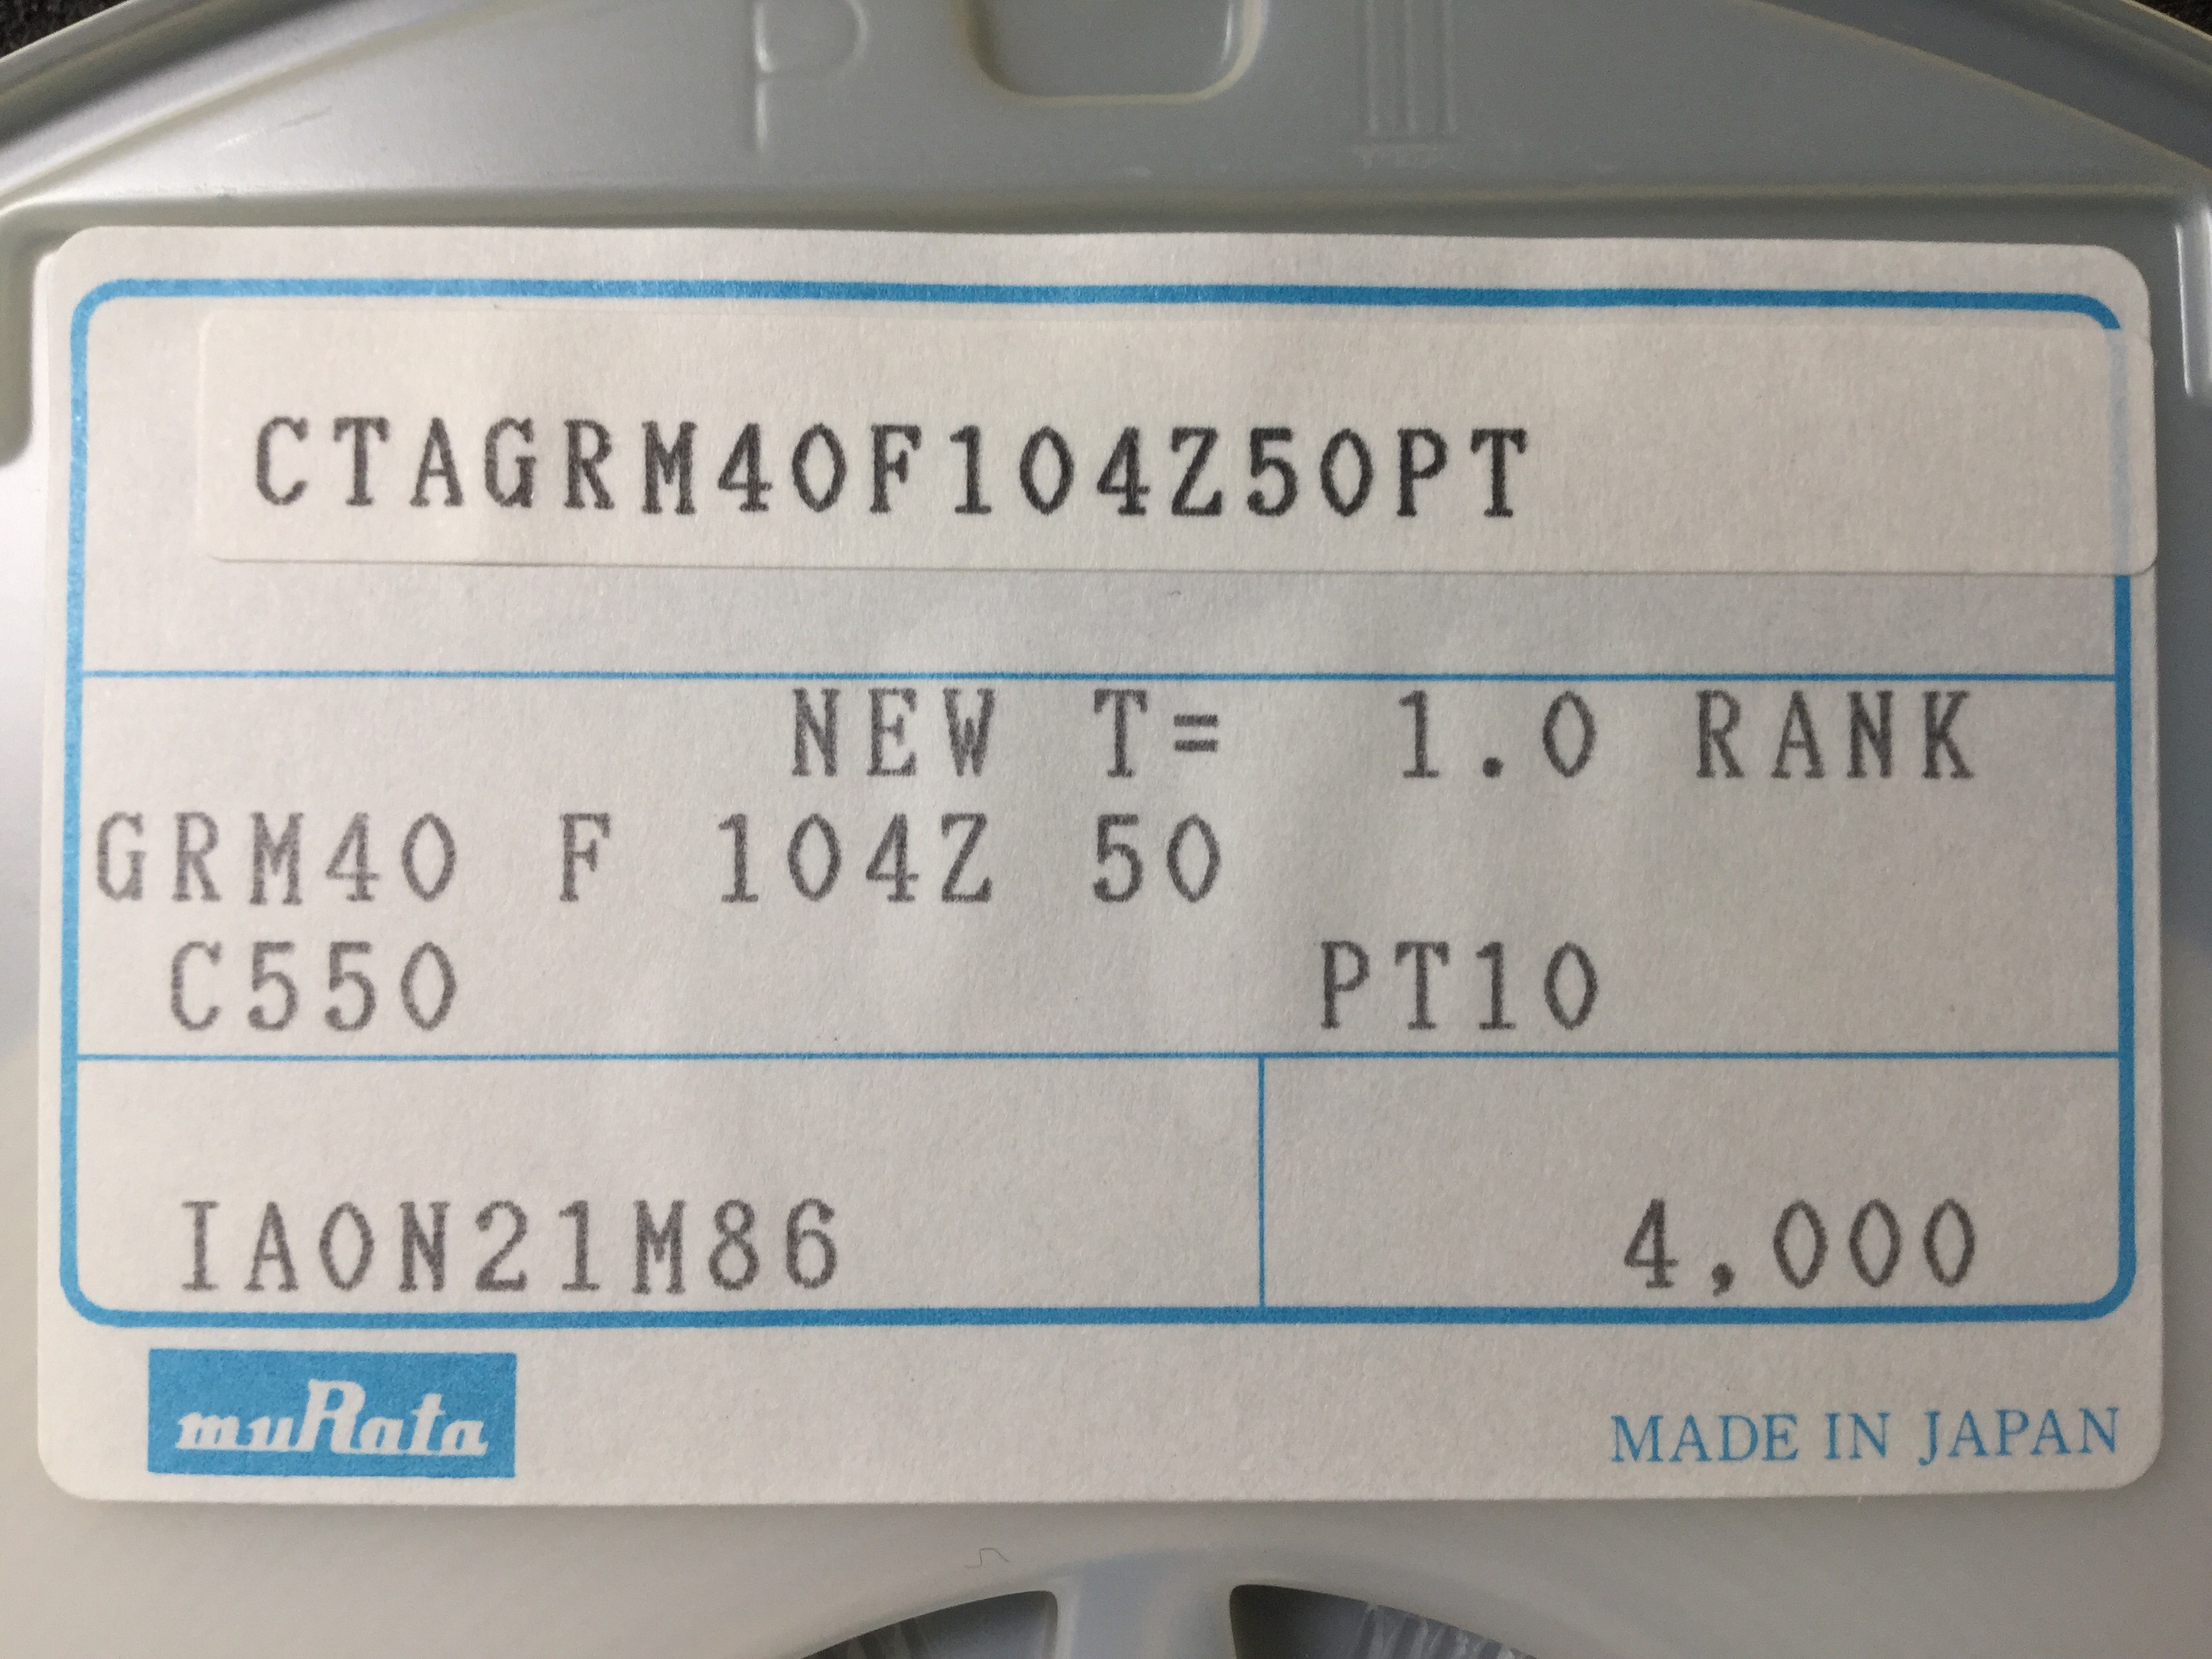 P
CTAGRM40F104Z50PT
NEW T= 1.0 RANK
GRM40 F 104Z 50
C550 PT10
IA0N21M86
4,000
muRata
MADE IN JAPAN